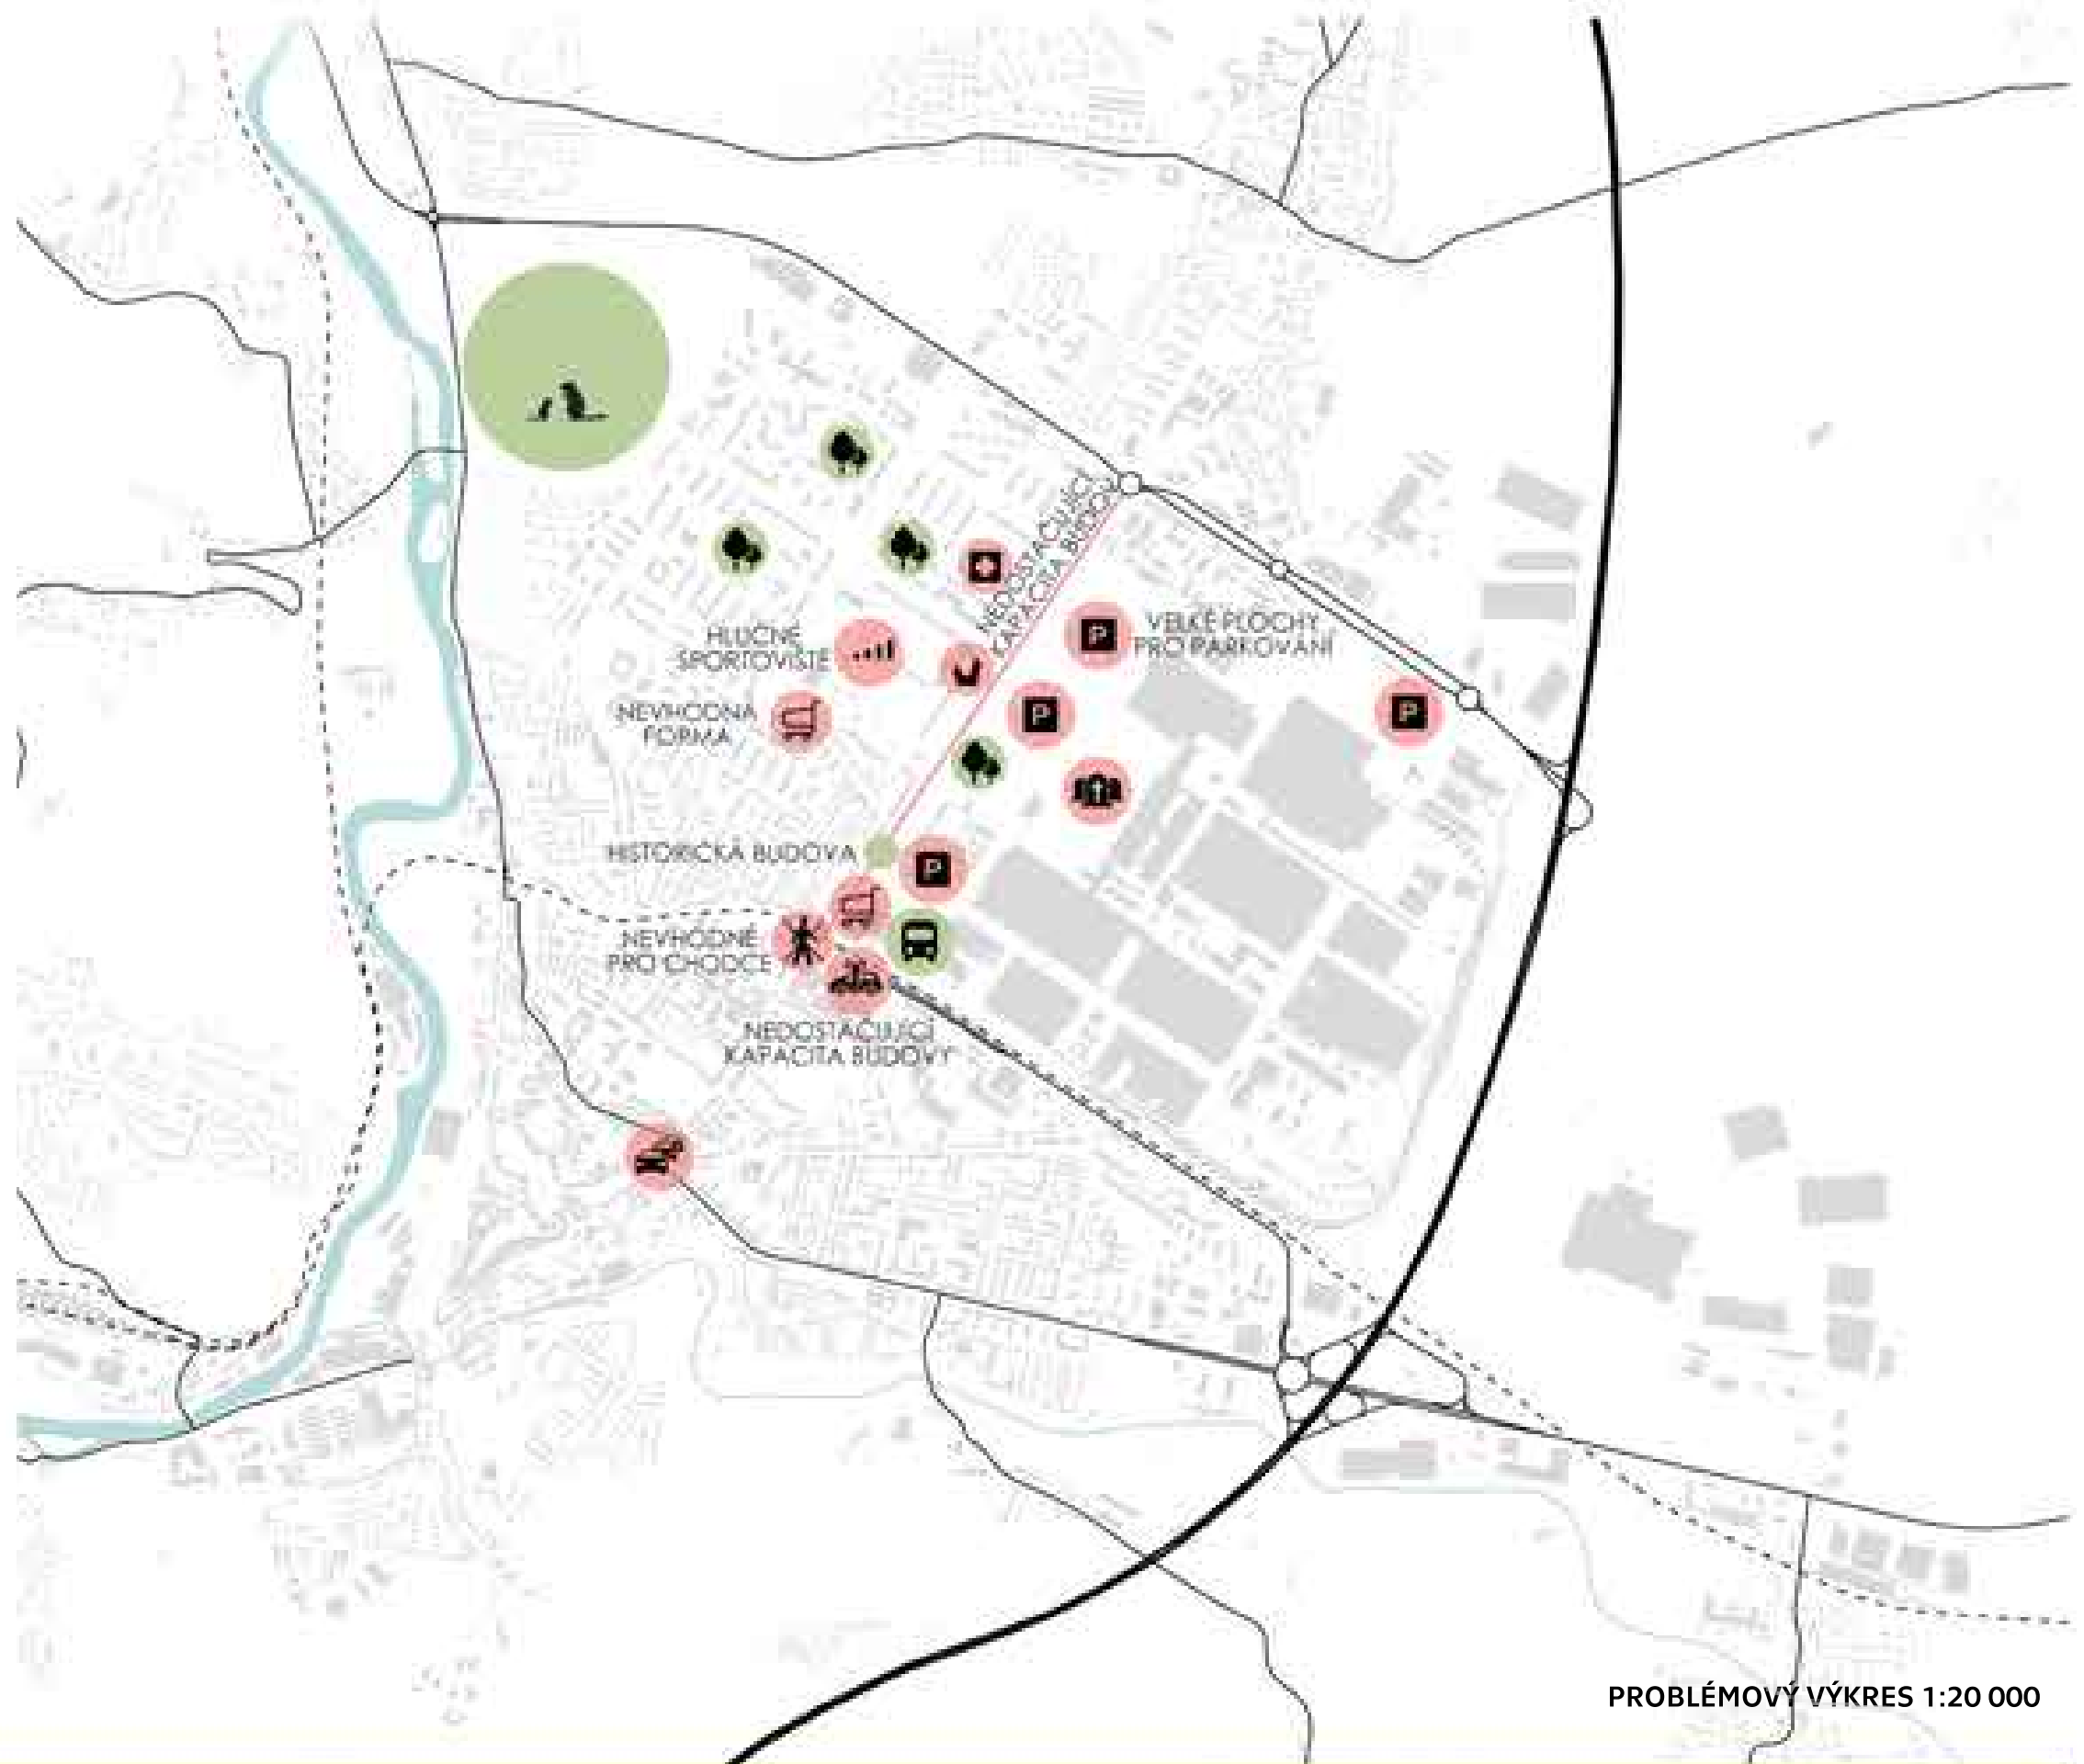 NEDOSTAČUJÍCÍ
KAPACITA BUDOV
HLUČNÉ
SPORTOVIŠTĚ
VELKÉ PLOCHY
PRO PARKOVÁNÍ
P
NEVHODNÁ
FORMA
P
P
HISTORICKÁ BUDOVA
P
NEVHODNÉ
PRO CHODCE
NEDOSTAČUJÍCÍ
KAPACITA BUDOVY
PROBLÉMOVÝ VÝKRES 1:20 000